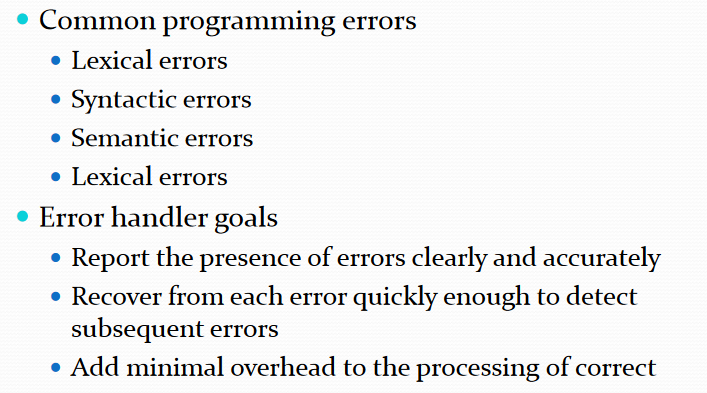 Common programming errors
Lexical errors
Syntactic errors
Semantic errors
Lexical errors
Error handler goals
Report the presence of errors clearly and accurately
Recover from each error quickly enough to detect
subsequent errors
Add minimal overhead to the processing of correct